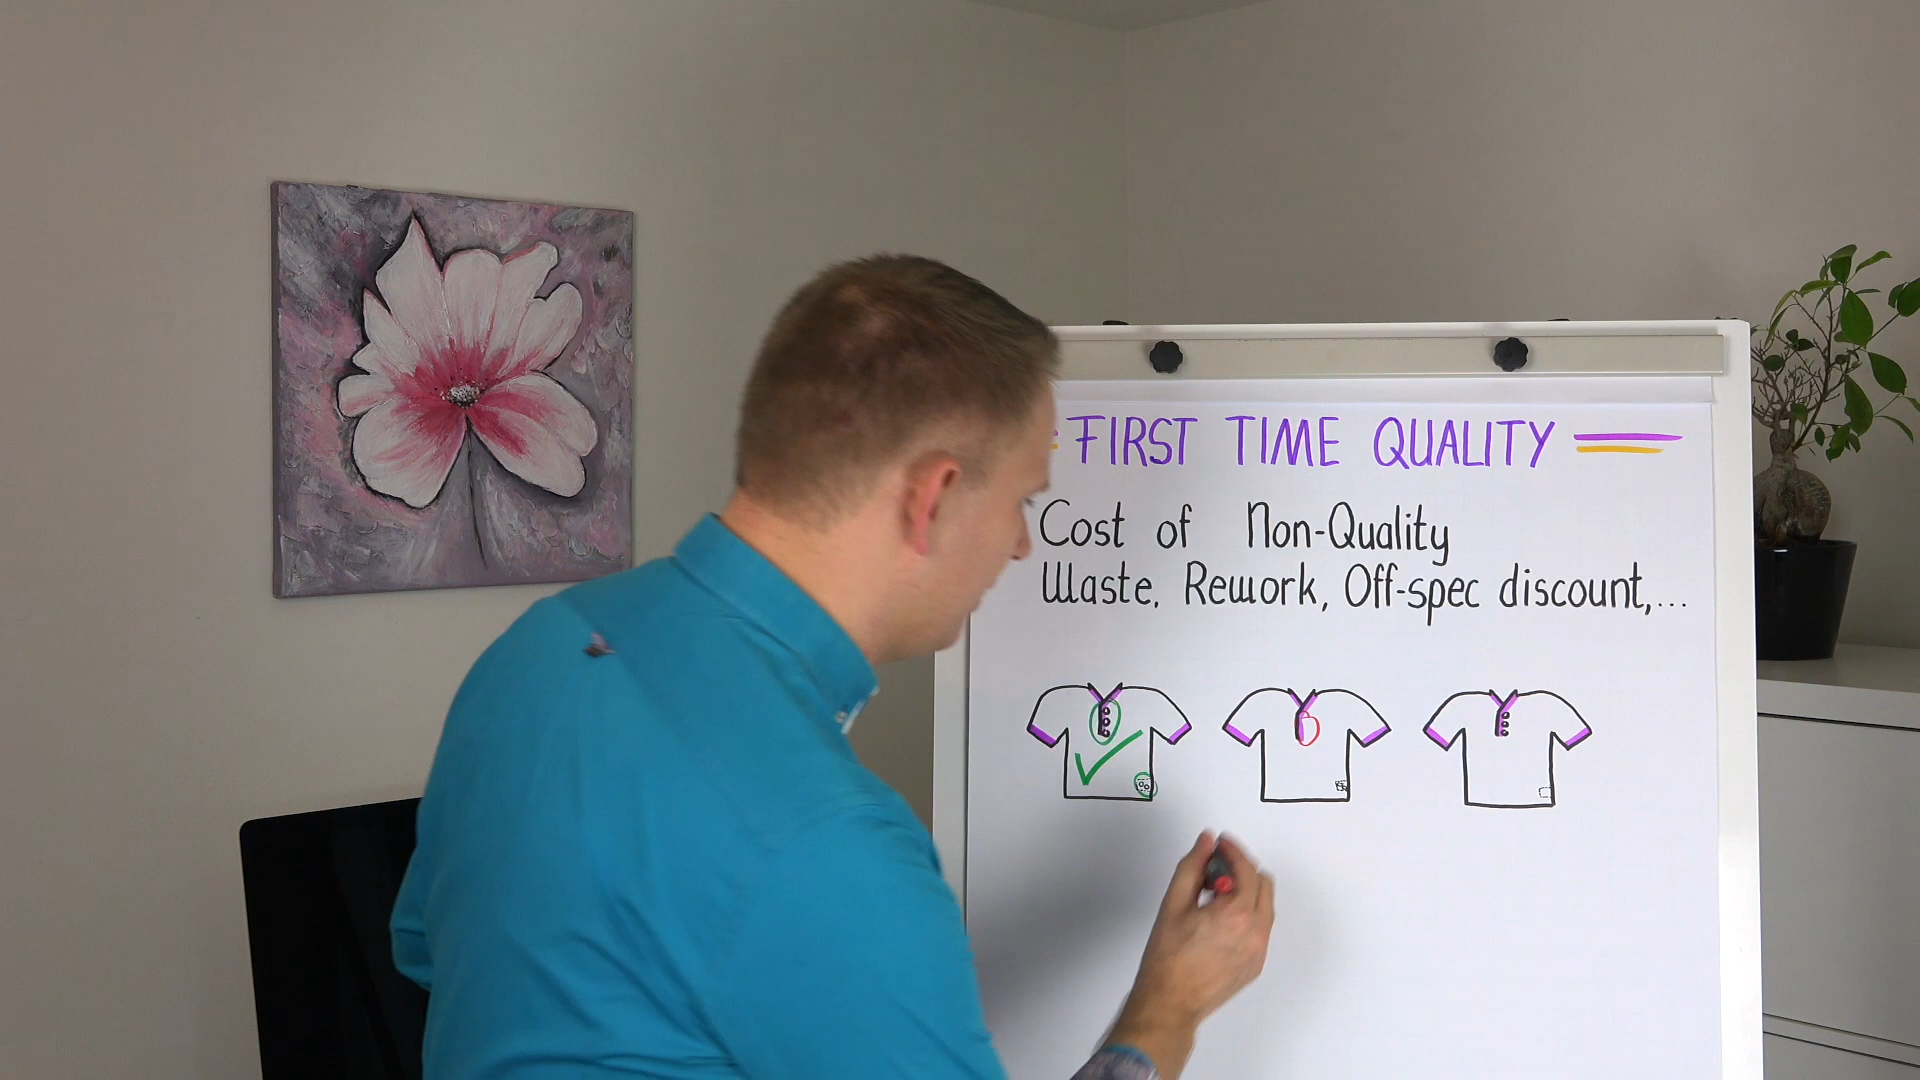 FIRST TIME QUALITY
Cost of Non-Quality
Waste, Rework, Off-spec discount,...